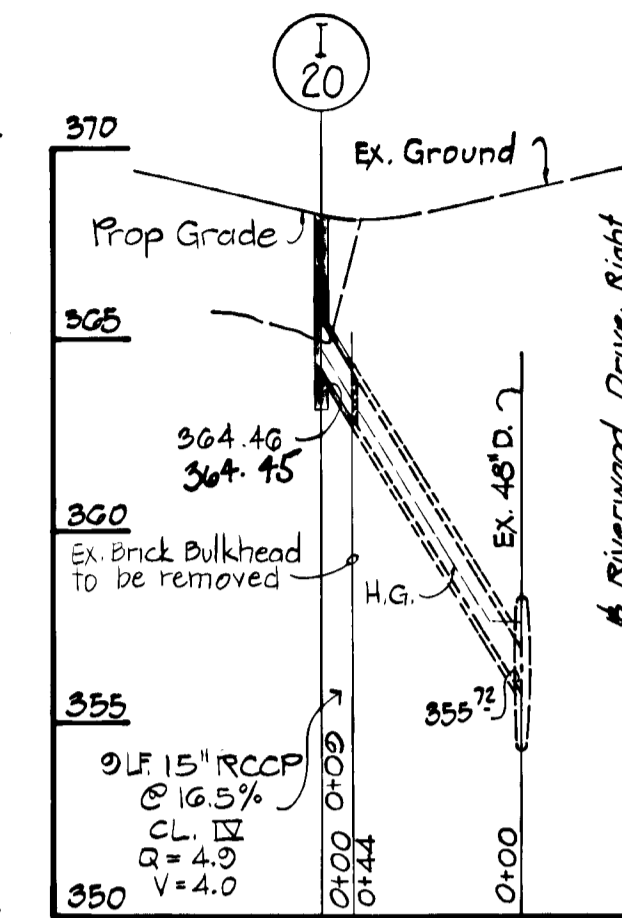 I
20
370
Ex. Ground
Prop Grade
365
364.46
364.45
EX. 48"D.
360
Ex. Brick Bulkhead
to be removed
H.G.
355
355 72
9 LF. 15" RCCP
@ 16.5%
CL. IV
Q = 4.9
V = 4.0
0+00 0+09
0+44
0+00
350
Riverwood Drive, Right